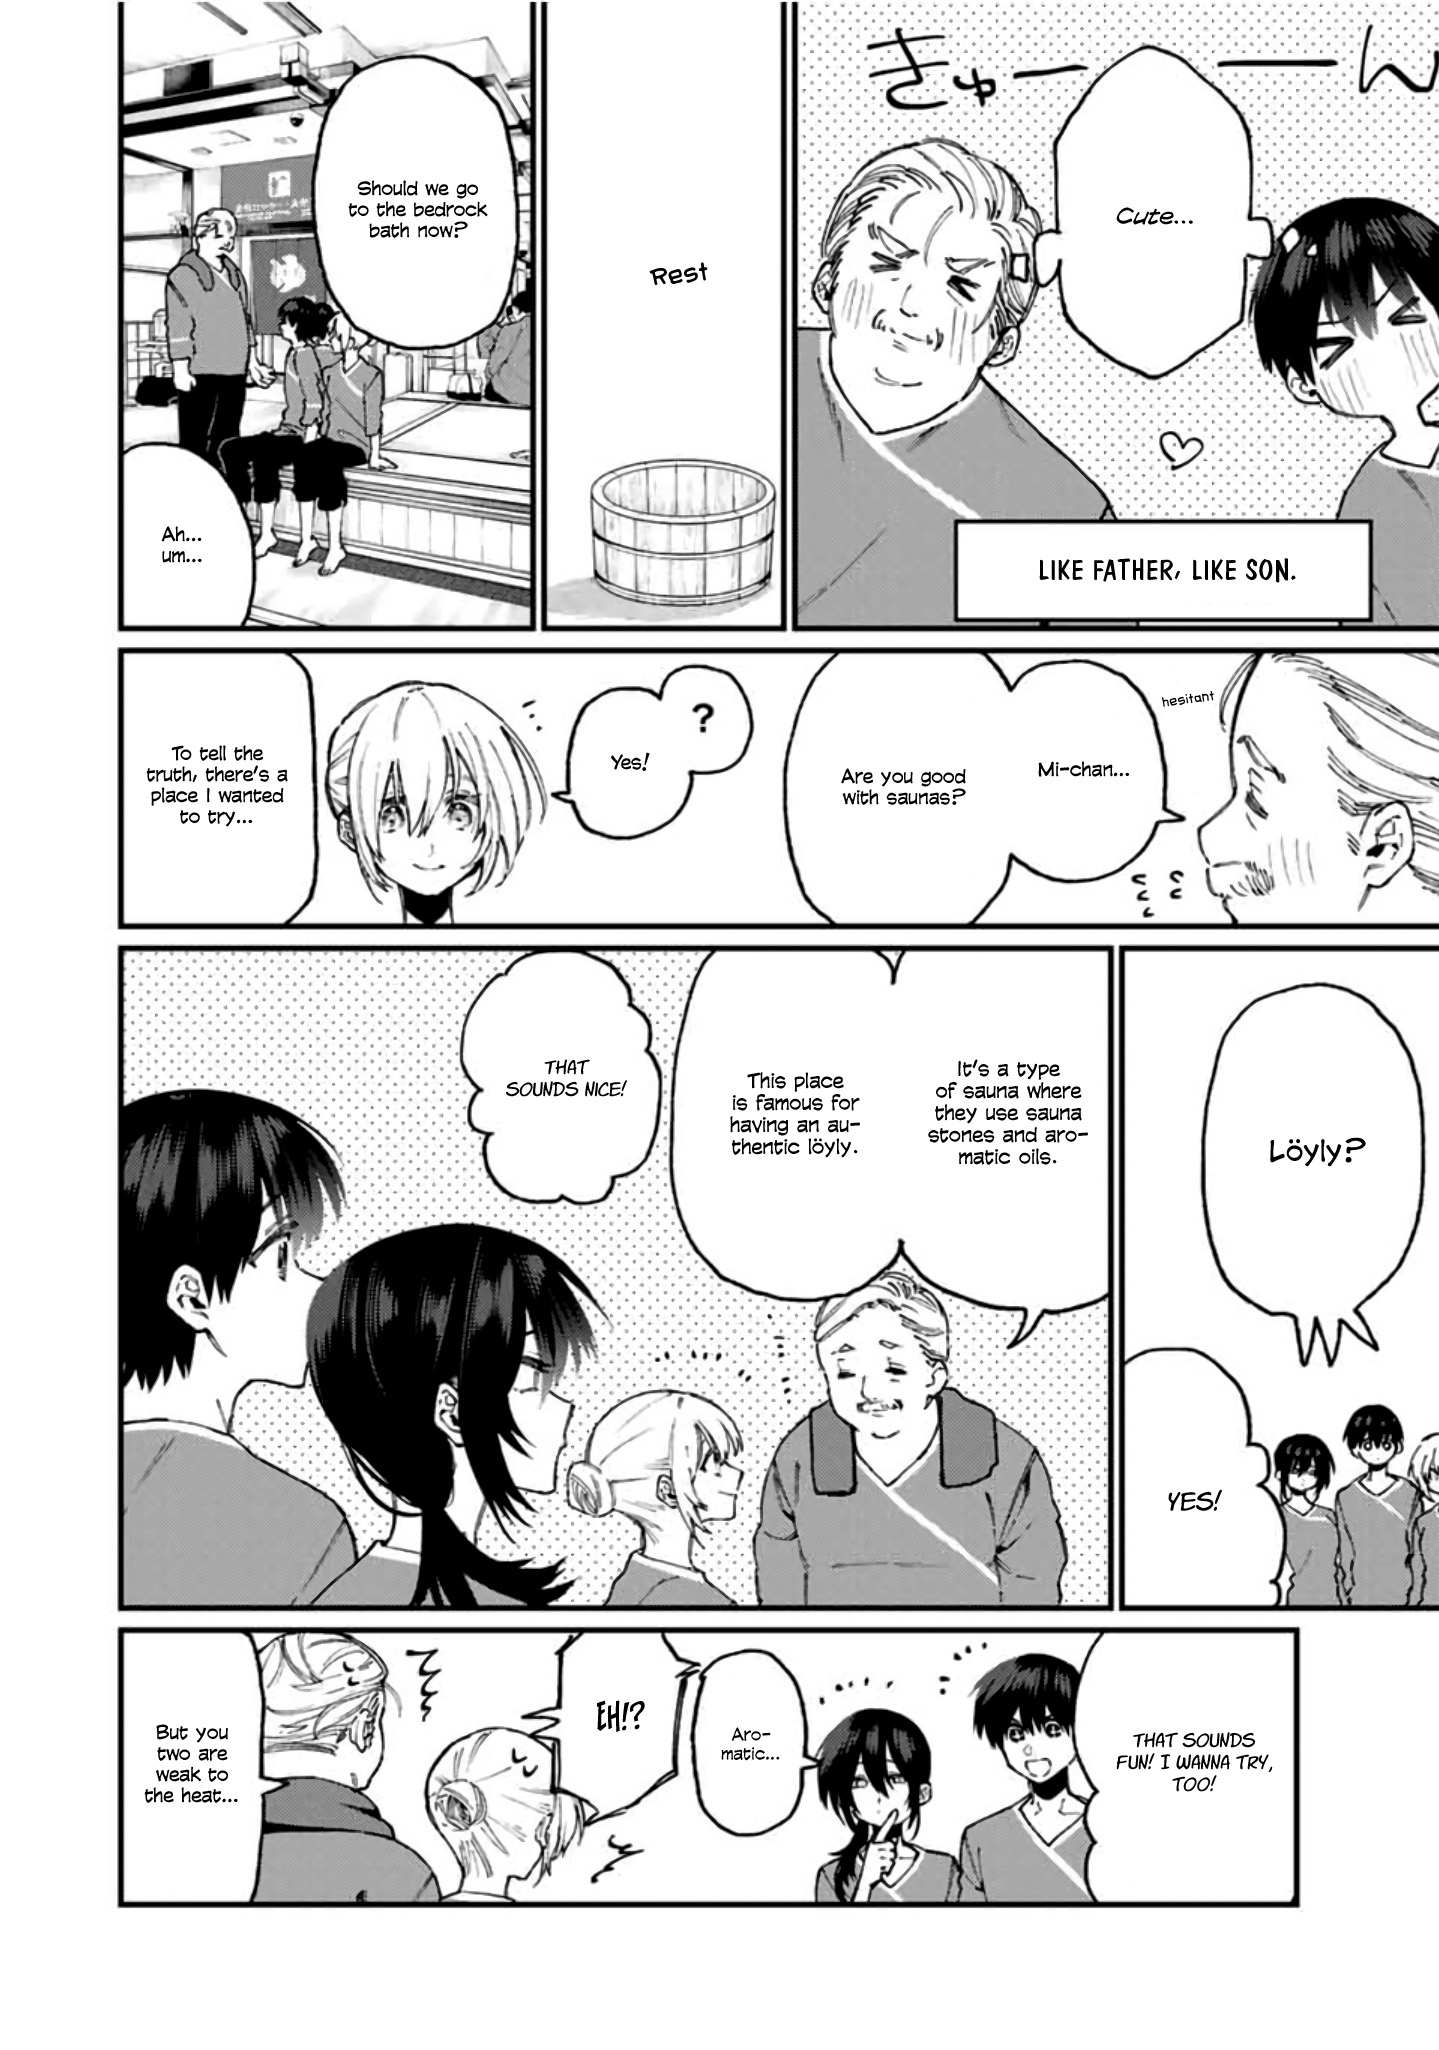 きゅーーーん
Cute...
LIKE FATHER, LIKE SON.
Rest
Should we go
to the bedrock
bath now?
Ah...
um...
hesitant
Mi-chan...
Are you good
with saunas?
?
Yes!
To tell the
truth, there's a
place I wanted
to try...
Löyly?
YES!
It's a type
of sauna where
they use sauna
stones and aro-
matic oils.
This place
is famous for
having an au-
thentic löyly.
THAT
SOUNDS NICE!
THAT SOUNDS
FUN! I WANNA TRY,
TOO!
Aro-
matic...
EH!?
But you
two are
weak to
the heat...